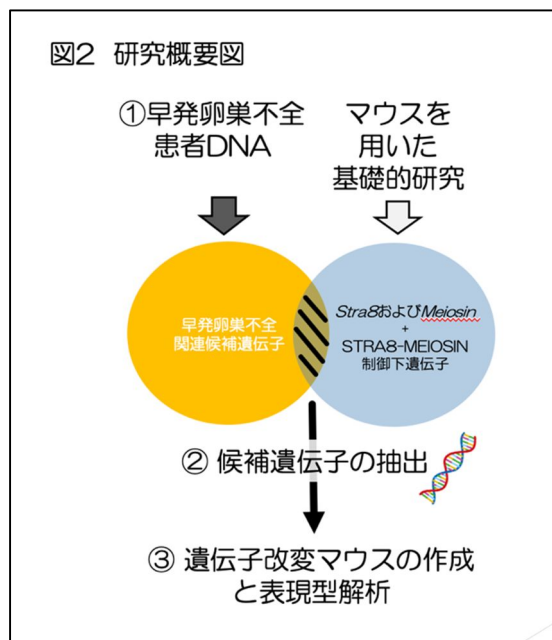 図2 研究概要図
①早発卵巣不全
患者DNA
マウスを
用いた
基礎的研究
早発卵巣不全
関連候補遺伝子
Stra8およびMeiosin
+
STRA8-MEIOSIN
制御下遺伝子
② 候補遺伝子の抽出
③ 遺伝子改変マウスの作成
と表現型解析